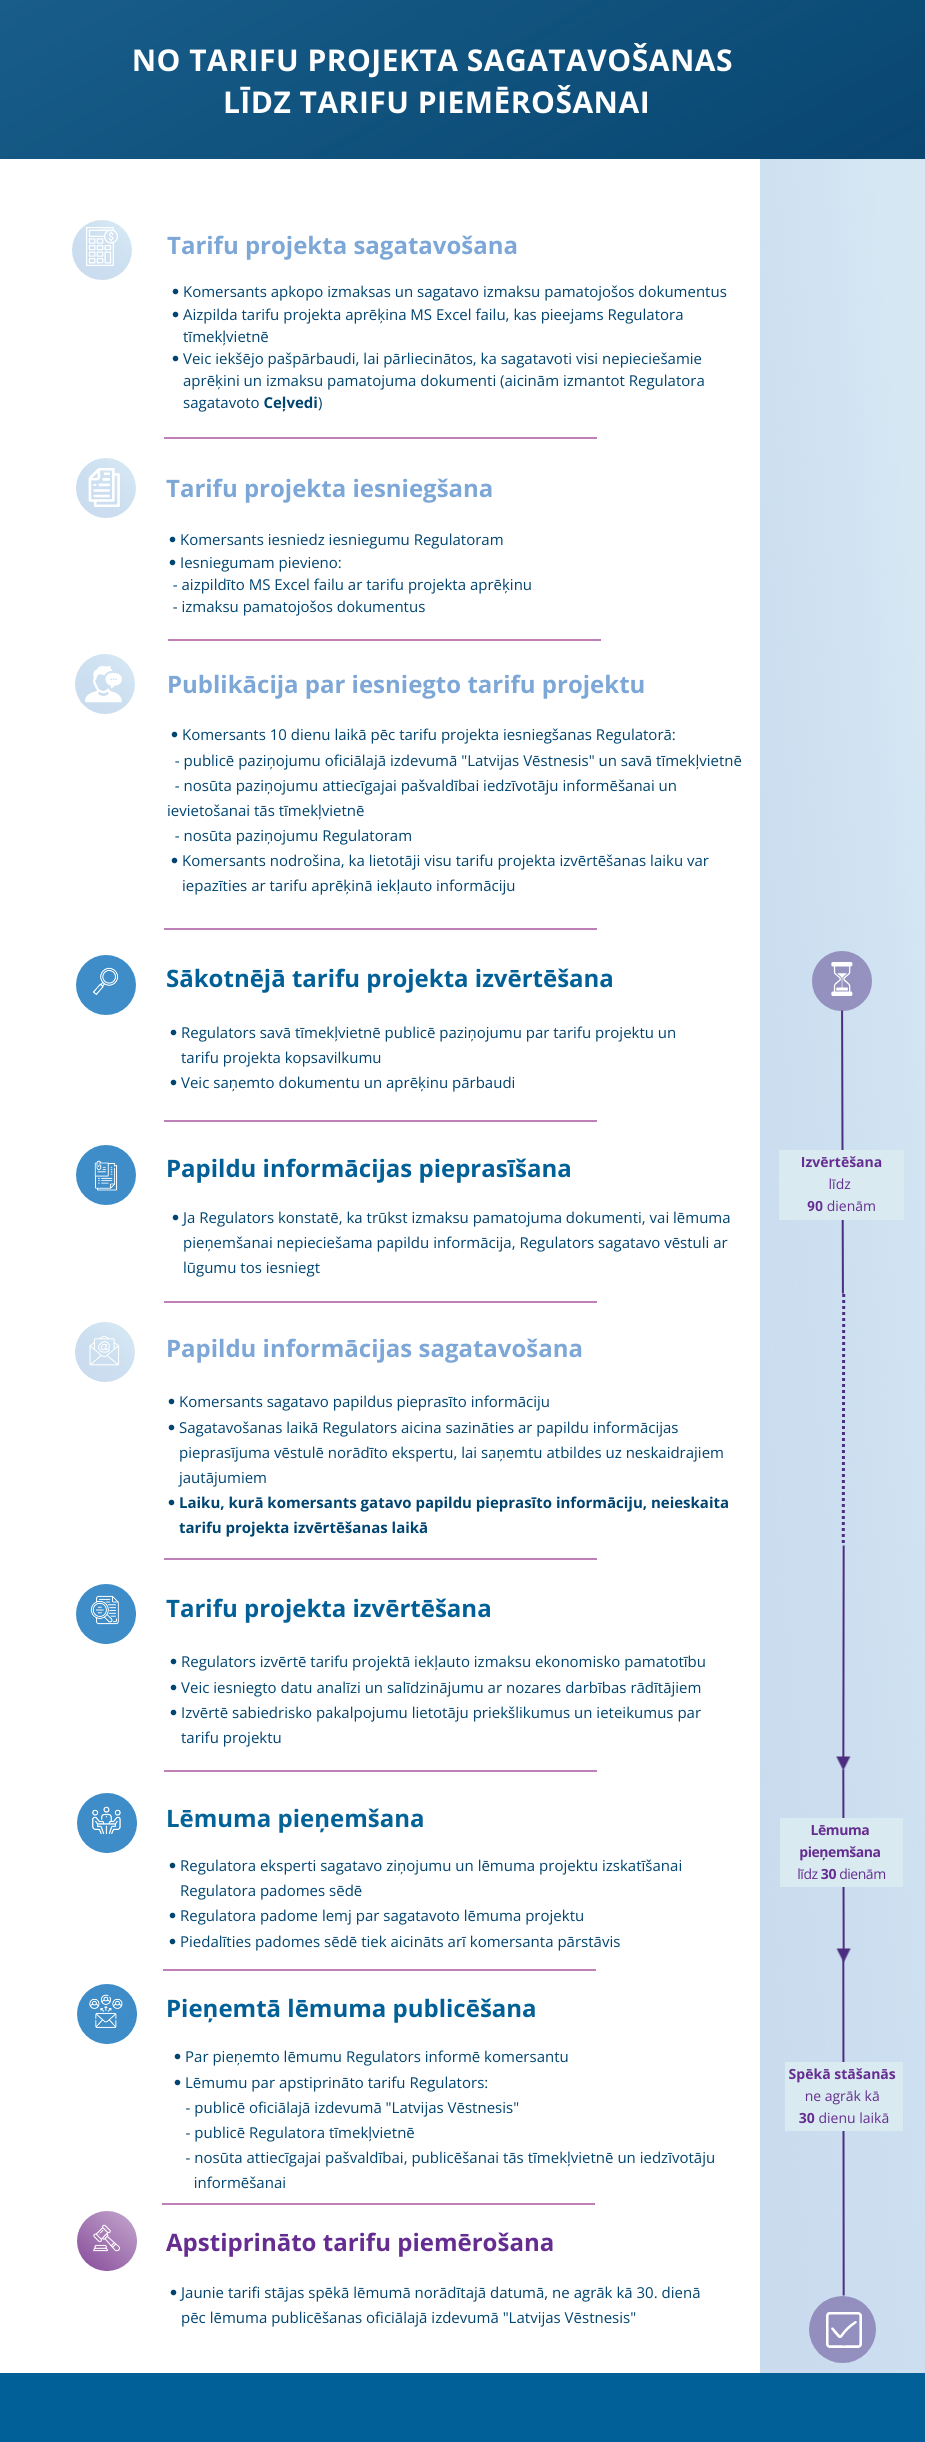 NO TARIFU PROJEKTA SAGATAVOŠANAS
LĪDZ TARIFU PIEMĒROŠANAI
Tarifu projekta sagatavošana
• Komersants apkopo izmaksas un sagatavo izmaksu pamatojošos dokumentus
• Aizpilda tarifu projekta aprēķina MS Excel failu, kas pieejams Regulatora
tīmekļvietnē
• Veic iekšējo pašpārbaudi, lai pārliecinātos, ka sagatavoti visi nepieciešamie
aprēķini un izmaksu pamatojuma dokumenti (aicinām izmantot Regulatora
sagatavoto Ceļvedi)
Tarifu projekta iesniegšana
• Komersants iesniedz iesniegumu Regulatoram
• Iesniegumam pievieno:
- aizpildīto MS Excel failu ar tarifu projekta aprēķinu
- izmaksu pamatojošos dokumentus
Publikācija par iesniegto tarifu projektu
• Komersants 10 dienu laikā pēc tarifu projekta iesniegšanas Regulatorā:
- publicē paziņojumu oficiālajā izdevumā "Latvijas Vēstnesis" un savā tīmekļvietnē
- nosūta paziņojumu attiecīgajai pašvaldībai iedzīvotāju informēšanai un
ievietošanai tās tīmekļvietnē
- nosūta paziņojumu Regulatoram
• Komersants nodrošina, ka lietotāji visu tarifu projekta izvērtēšanas laiku var
iepazīties ar tarifu aprēķinā iekļauto informāciju
Sākotnējā tarifu projekta izvērtēšana
• Regulators savā tīmekļvietnē publicē paziņojumu par tarifu projektu un
tarifu projekta kopsavilkumu
• Veic saņemto dokumentu un aprēķinu pārbaudi
Papildu informācijas pieprasīšana
• Ja Regulators konstatē, ka trūkst izmaksu pamatojuma dokumenti, vai lēmuma
pieņemšanai nepieciešama papildu informācija, Regulators sagatavo vēstuli ar
lūgumu tos iesniegt
Izvērtēšana
līdz
90 dienām
Papildu informācijas sagatavošana
• Komersants sagatavo papildus pieprasīto informāciju
• Sagatavošanas laikā Regulators aicina sazināties ar papildu informācijas
pieprasījuma vēstulē norādīto ekspertu, lai saņemtu atbildes uz neskaidrajiem
jautājumiem
• Laiku, kurā komersants gatavo papildu pieprasīto informāciju, neieskaita
tarifu projekta izvērtēšanas laikā
Tarifu projekta izvērtēšana
• Regulators izvērtē tarifu projektā iekļauto izmaksu ekonomisko pamatotību
• Veic iesniegto datu analīzi un salīdzinājumu ar nozares darbības rādītājiem
• Izvērtē sabiedrisko pakalpojumu lietotāju priekšlikumus un ieteikumus par
tarifu projektu
Lēmuma pieņemšana
• Regulatora eksperti sagatavo ziņojumu un lēmuma projektu izskatīšanai
Regulatora padomes sēdē
• Regulatora padome lemj par sagatavoto lēmuma projektu
• Piedalīties padomes sēdē tiek aicināts arī komersanta pārstāvis
Lēmuma
pieņemšana
līdz 30 dienām
Pieņemtā lēmuma publicēšana
• Par pieņemto lēmumu Regulators informē komersantu
• Lēmumu par apstiprināto tarifu Regulators:
- publicē oficiālajā izdevumā "Latvijas Vēstnesis"
- publicē Regulatora tīmekļvietnē
- nosūta attiecīgajai pašvaldībai, publicēšanai tās tīmekļvietnē un iedzīvotāju
informēšanai
Spēkā stāšanās
ne agrāk kā
30 dienu laikā
Apstiprināto tarifu piemērošana
• Jaunie tarifi stājas spēkā lēmumā norādītajā datumā, ne agrāk kā 30. dienā
pēc lēmuma publicēšanas oficiālajā izdevumā "Latvijas Vēstnesis"